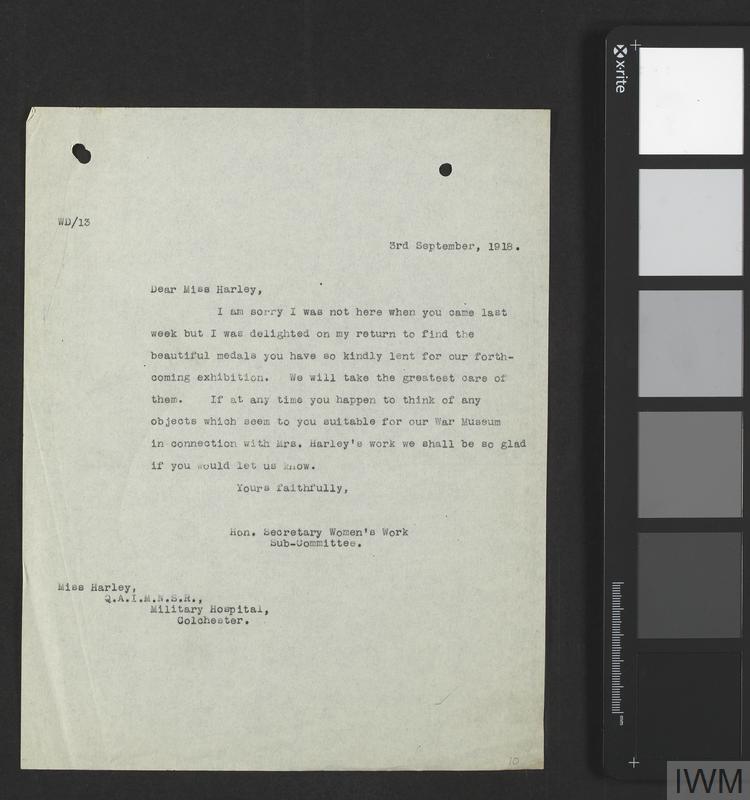 WD/13
3rd September, 1918.
Dear Miss Harley,
I am sorry I was not here when you came last
week but I was delighted on my return to find the
beautiful medals you have so kindly lent for our forth-
coming exhibition. We will take the greatest care of
them. If at any time you happen to think of any
objects which seem to you suitable for our War Museum
in connection with Mrs. Harley's work we shall be so glad
if you would let us know.
Yours faithfully,
Hon. Secretary Women's Work
Sub-Committee.
Miss Harley,
Q.A.I.M.N.S.R.,
Military Hospital,
Colchester.
10
x·rite
mm
IWM